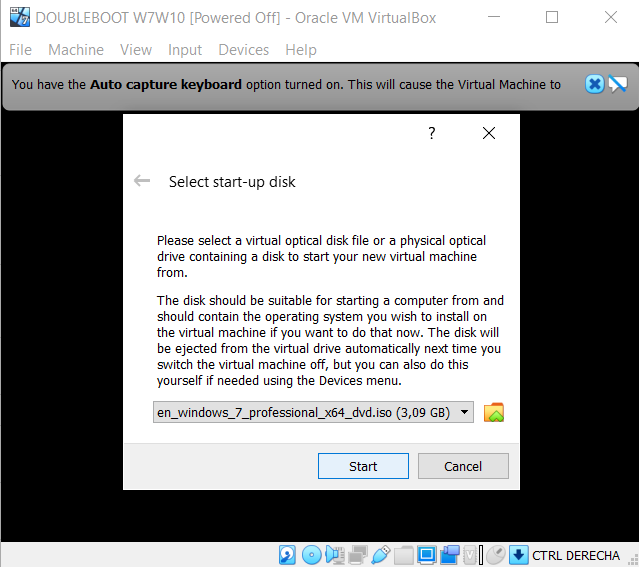 DOUBLEBOOT W7W10 [Powered Off] - Oracle VM VirtualBox
File Machine View Input Devices Help
You have the Auto capture keyboard option turned on. This will cause the Virtual Machine to
?
Select start-up disk
Please select a virtual optical disk file or a physical optical
drive containing a disk to start your new virtual machine
from.
The disk should be suitable for starting a computer from and
should contain the operating system you wish to install on
the virtual machine if you want to do that now. The disk will
be ejected from the virtual drive automatically next time you
switch the virtual machine off, but you can also do this
yourself if needed using the Devices menu.
en_windows_7_professional_x64_dvd.iso (3,09 GB)
Start Cancel
CTRL DERECHA